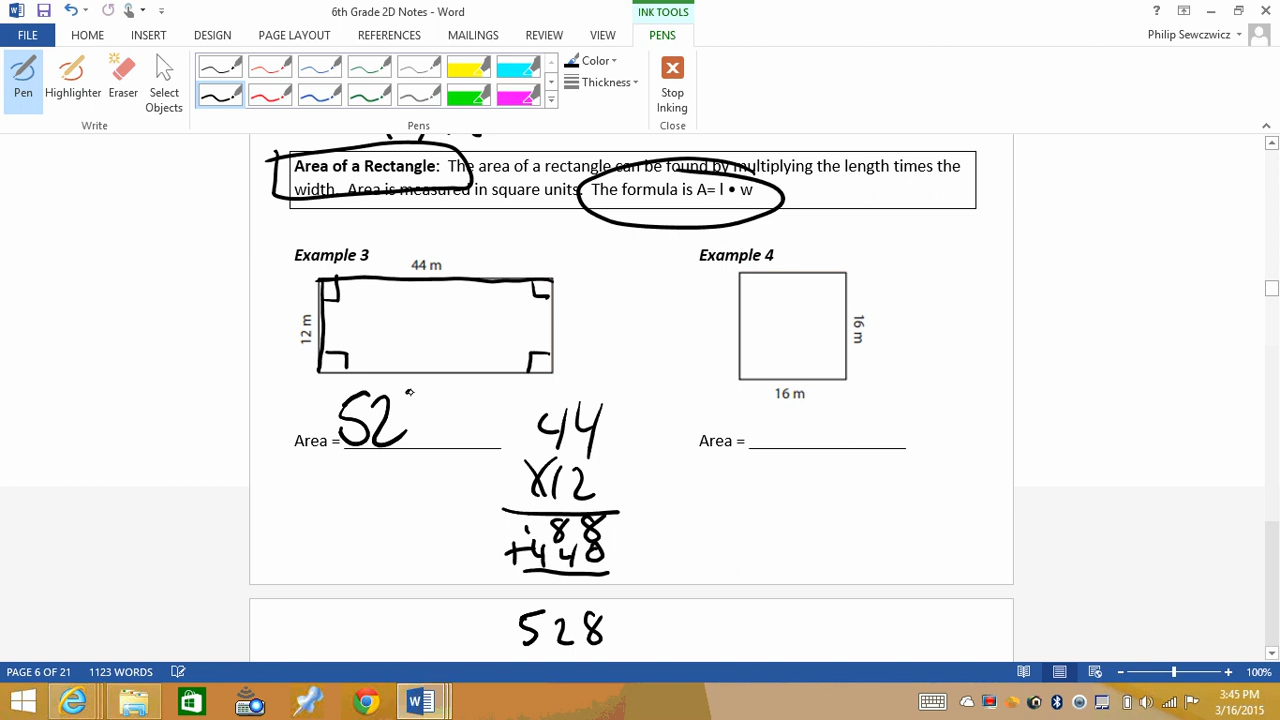 6th Grade 2D Notes - Word
INK TOOLS
FILE HOME INSERT DESIGN PAGE LAYOUT REFERENCES MAILINGS REVIEW VIEW PENS
Philip Sewczwicz
Pen
Highlighter
Eraser
Select Objects
Color
Thickness
Stop Inking
Write
Pens
Close
Area of a Rectangle: The area of a rectangle can be found by multiplying the length times the
width. Area is measured in square units. The formula is A= l • w
Example 3
44 m
12 m
Area = 52
44
x12
1
88
+440
528
Example 4
16 m
16 m
Area =
PAGE 6 OF 21 1123 WORDS
100%
3:45 PM
3/16/2015